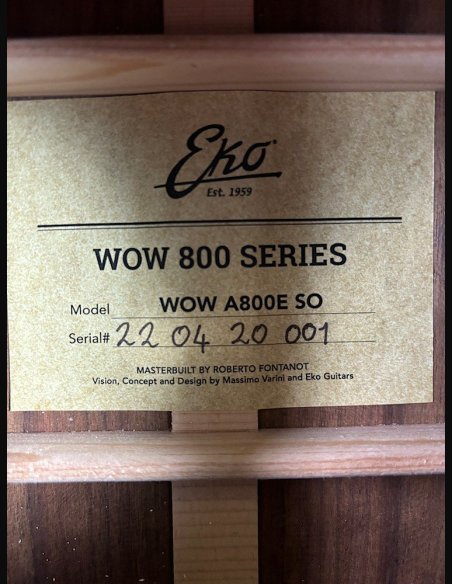 Eko
Est. 1959
WOW 800 SERIES
Model WOW A800E SO
Serial# 22 04 20 001
MASTERBUILT BY ROBERTO FONTANOT
Vision, Concept and Design by Massimo Varini and Eko Guitars